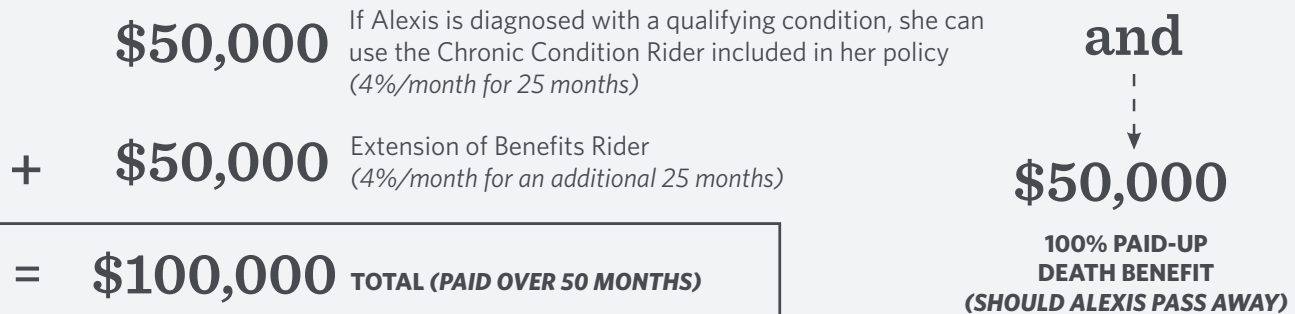 $50,000
If Alexis is diagnosed with a qualifying condition, she can
use the Chronic Condition Rider included in her policy
(4%/month for 25 months)
+ $50,000
Extension of Benefits Rider
(4%/month for an additional 25 months)
= $100,000 TOTAL (PAID OVER 50 MONTHS)
and
$50,000
100% PAID-UP
DEATH BENEFIT
(SHOULD ALEXIS PASS AWAY)